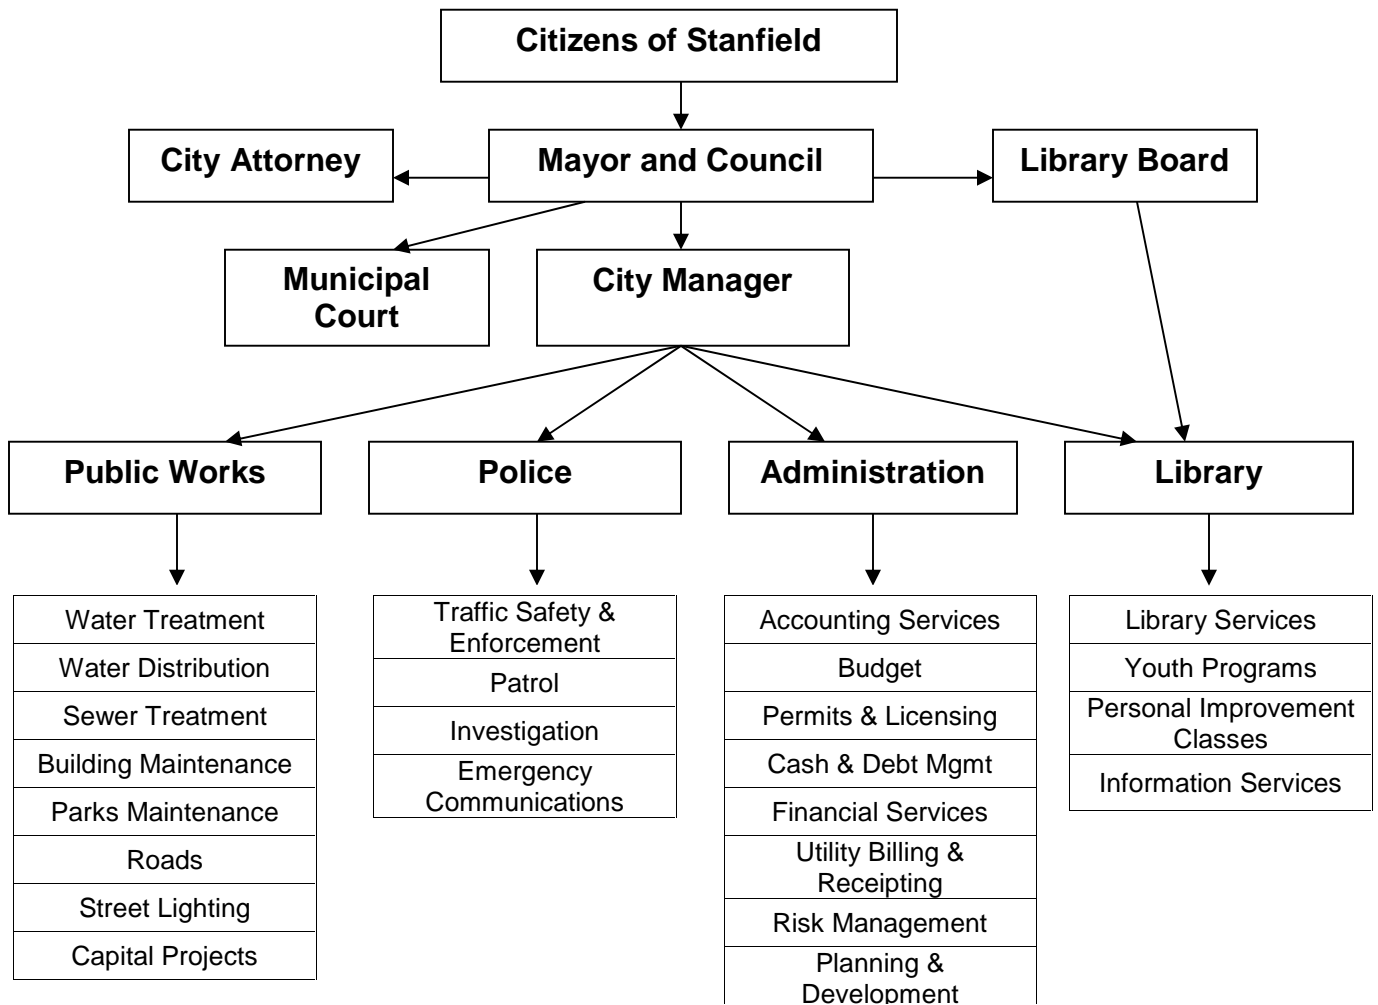 Citizens of Stanfield
City Attorney
Mayor and Council
Library Board
Municipal
Court
City Manager
Public Works
Police
Administration
Library
Water Treatment
Water Distribution
Sewer Treatment
Building Maintenance
Parks Maintenance
Roads
Street Lighting
Capital Projects
Traffic Safety &
Enforcement
Patrol
Investigation
Emergency
Communications
Accounting Services
Budget
Permits & Licensing
Cash & Debt Mgmt
Financial Services
Utility Billing &
Receipting
Risk Management
Planning &
Development
Library Services
Youth Programs
Personal Improvement
Classes
Information Services